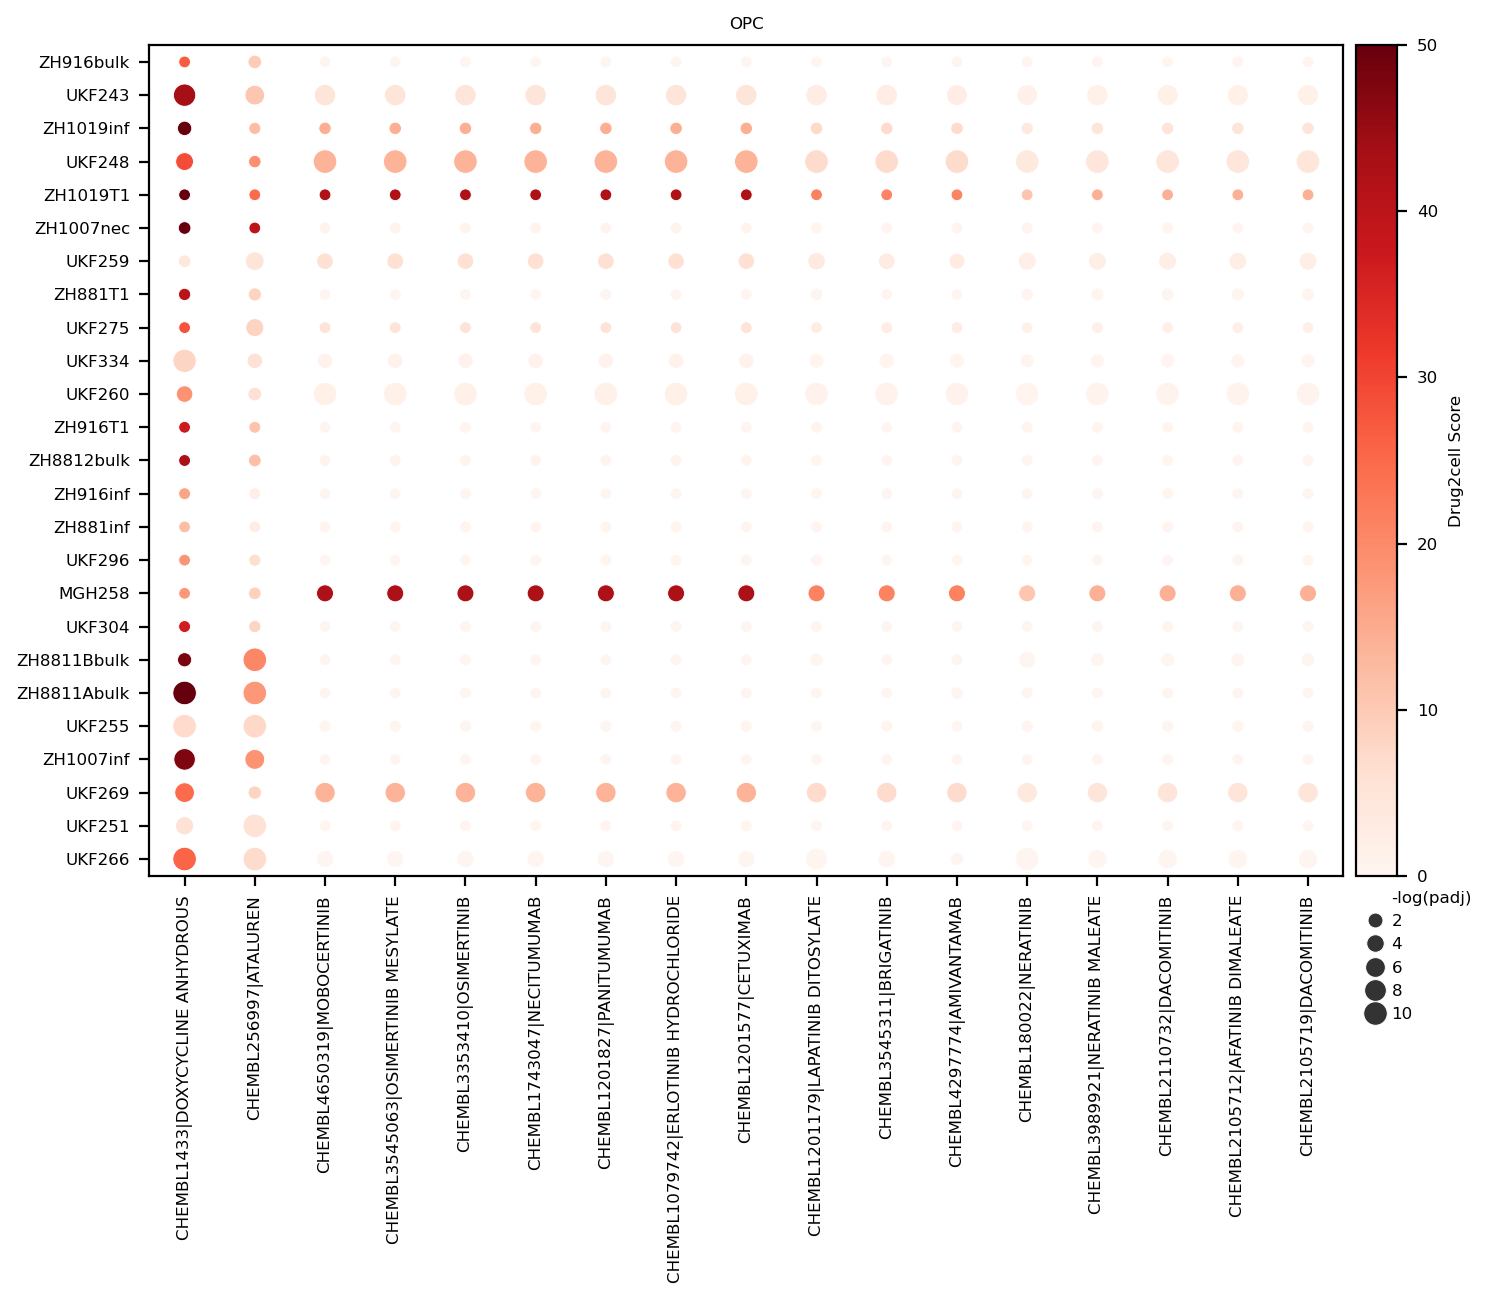 OPC
ZH916bulk
UKF243
ZH1019inf
UKF248
ZH1019T1
ZH1007nec
UKF259
ZH881T1
UKF275
UKF334
UKF260
ZH916T1
ZH8812bulk
ZH916inf
ZH881inf
UKF296
MGH258
UKF304
ZH8811Bbulk
ZH8811Abulk
UKF255
ZH1007inf
UKF269
UKF251
UKF266
CHEMBL1433|DOXYCYCLINE ANHYDROUS
CHEMBL256997|ATALUREN
CHEMBL4650319|MOBOCERTINIB
CHEMBL3545063|OSIMERTINIB MESYLATE
CHEMBL3353410|OSIMERTINIB
CHEMBL1743047|NECITUMUMAB
CHEMBL1201827|PANITUMUMAB
CHEMBL1079742|ERLOTINIB HYDROCHLORIDE
CHEMBL1201577|CETUXIMAB
CHEMBL1201179|LAPATINIB DITOSYLATE
CHEMBL3545311|BRIGATINIB
CHEMBL4297774|AMIVANTAMAB
CHEMBL180022|NERATINIB
CHEMBL3989921|NERATINIB MALEATE
CHEMBL2110732|DACOMITINIB
CHEMBL2105712|AFATINIB DIMALEATE
CHEMBL2105719|DACOMITINIB
50
40
30
20
10
0
Drug2cell Score
-log(padj)
2
4
6
8
10